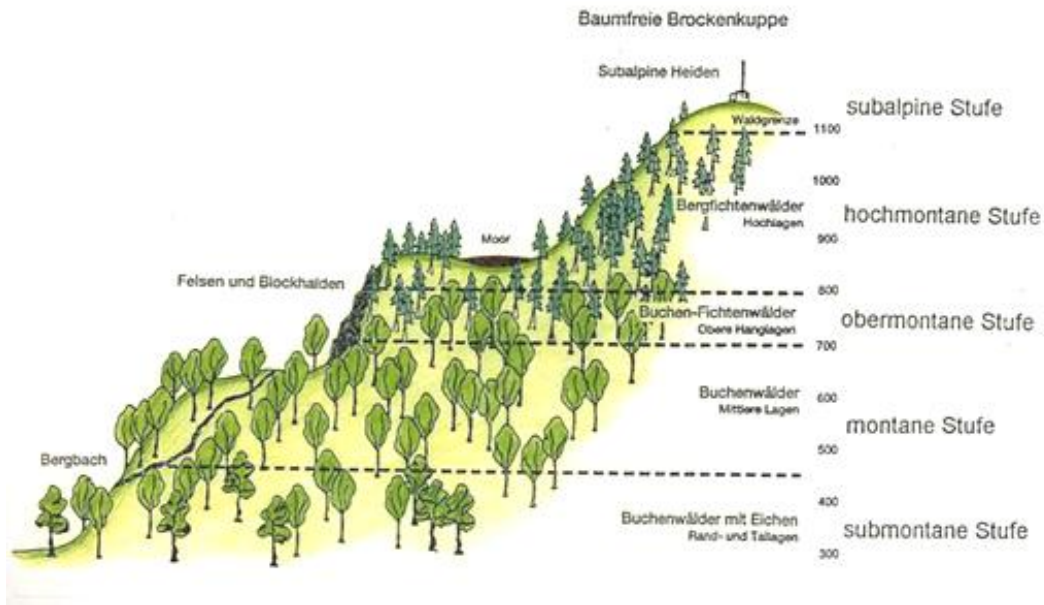 Baumfreie Brockenkuppe
Subalpine Heiden
subalpine Stufe
Waldgrenze
1100
1000
Bergfichtenwälder
Hochlagen
hochmontane Stufe
900
Moor
Felsen und Blockhalden
800
Buchen-Fichtenwälder
Obere Hanglagen
obermontane Stufe
700
Buchenwälder
Mittlere Lagen
600
montane Stufe
500
Bergbach
400
Buchenwälder mit Eichen
Rand- und Tallagen
submontane Stufe
300